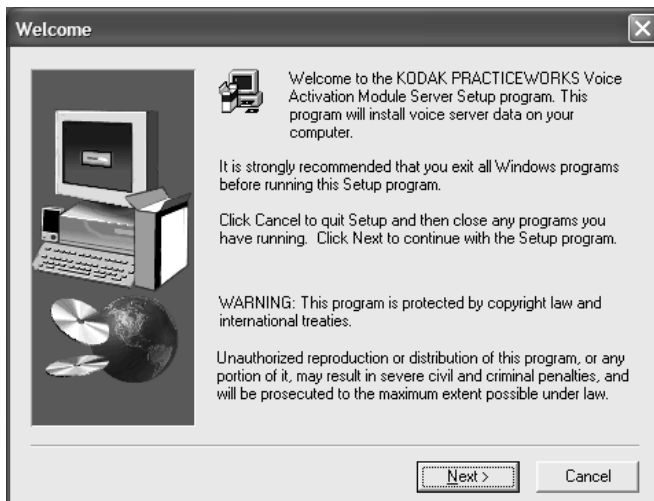 Welcome
Welcome to the KODAK PRACTICEWORKS Voice
Activation Module Server Setup program. This
program will install voice server data on your
computer.
It is strongly recommended that you exit all Windows programs
before running this Setup program.
Click Cancel to quit Setup and then close any programs you
have running. Click Next to continue with the Setup program.
WARNING: This program is protected by copyright law and
international treaties.
Unauthorized reproduction or distribution of this program, or any
portion of it, may result in severe civil and criminal penalties, and
will be prosecuted to the maximum extent possible under law.
Next >
Cancel